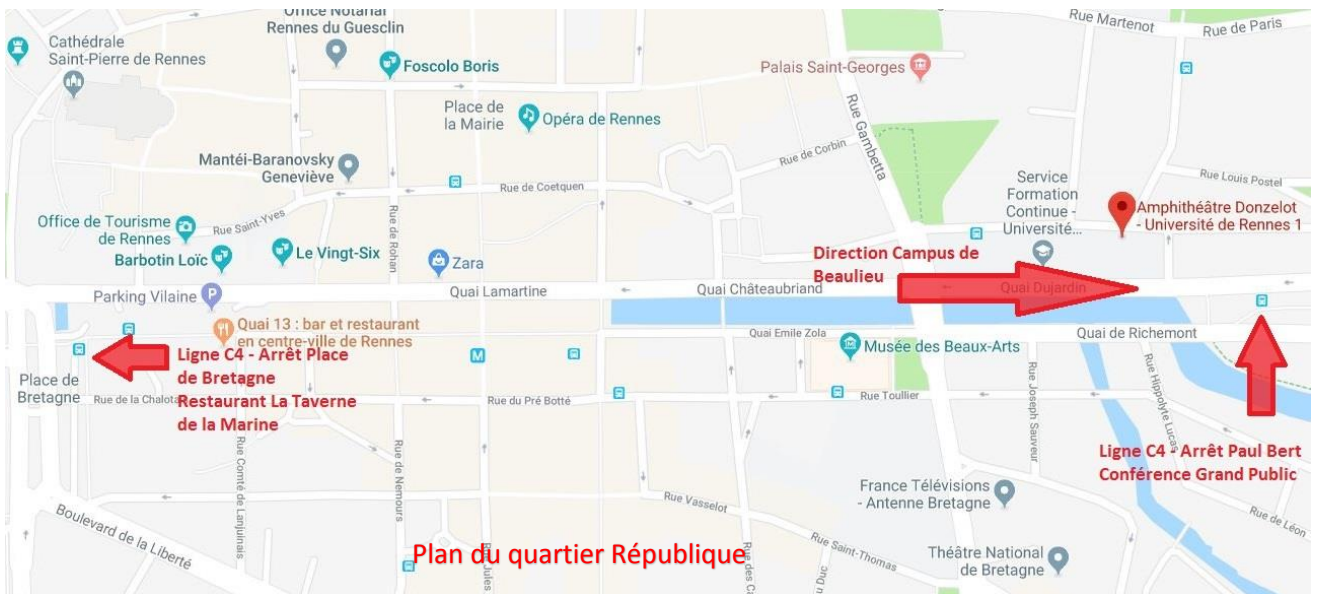 Office Notarial
Rennes du Guesclin
Cathédrale
Saint-Pierre de Rennes
Foscolo Boris
Palais Saint-Georges
Rue Martenot
Rue de Paris
Place de
la Mairie
Opéra de Rennes
Rue Gambetta
Rue de Corbin
Mantéi-Baranovsky
Geneviève
Rue de Coetquen
Service
Formation
Continue -
Université...
Rue Louis Postel
Amphithéâtre Donzelot
- Université de Rennes 1
Office de Tourisme
de Rennes
Rue Saint-Yves
Rue de Rohan
Barbotin Loïc
Le Vingt-Six
Zara
Direction Campus de
Beaulieu
Parking Vilaine
P
Quai Lamartine
Quai Châteaubriand
Quai Dujardin
Quai 13 : bar et restaurant
en centre-ville de Rennes
Quai Emile Zola
Musée des Beaux-Arts
Quai de Richemont
M
Ligne C4 - Arrêt Place
de Bretagne
Restaurant La Taverne
de la Marine
Place de
Bretagne
Rue de la Chalota
Rue du Pré Botté
Rue Toullier
Rue Joseph Sauveur
Rue Hippolyte Lucas
Ligne C4 - Arrêt Paul Bert
Conférence Grand Public
Rue Comté de Lanjuinais
Rue de Nemours
France Télévisions
- Antenne Bretagne
Rue Vasselot
Rue de Léon
Boulevard de la Liberté
Plan du quartier République
Rue Saint-Thomas
Théâtre National
de Bretagne
Jules
Rue des Ca
Duc